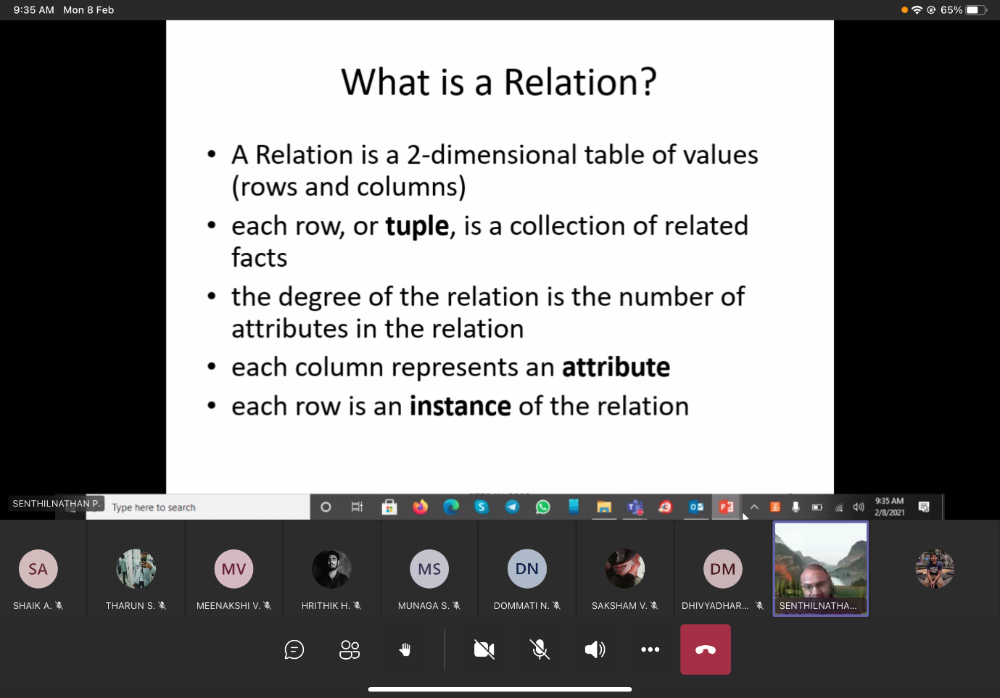 9:35 AM Mon 8 Feb
65%
What is a Relation?
• A Relation is a 2-dimensional table of values
(rows and columns)
• each row, or tuple, is a collection of related
facts
• the degree of the relation is the number of
attributes in the relation
• each column represents an attribute
• each row is an instance of the relation
SENTHILNATHAN P.
Type here to search
9:35 AM
2/8/2021
SA
MV
MS
DN
DM
SHAIK A.
THARUN S.
MEENAKSHI V.
HRITHIK H.
MUNAGA S.
DOMMATI N.
SAKSHAM V.
DHIVYADHAR...
SENTHILNATHA...